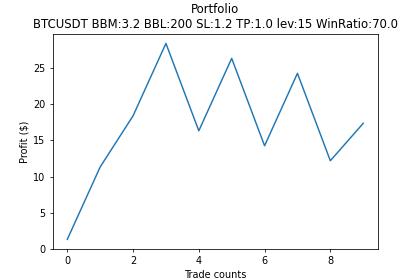 Portfolio
BTCUSDT BBM:3.2 BBL:200 SL:1.2 TP:1.0 lev:15 WinRatio:70.0
25
20
15
10
5
0
Profit ($)
0 2 4 6 8
Trade counts